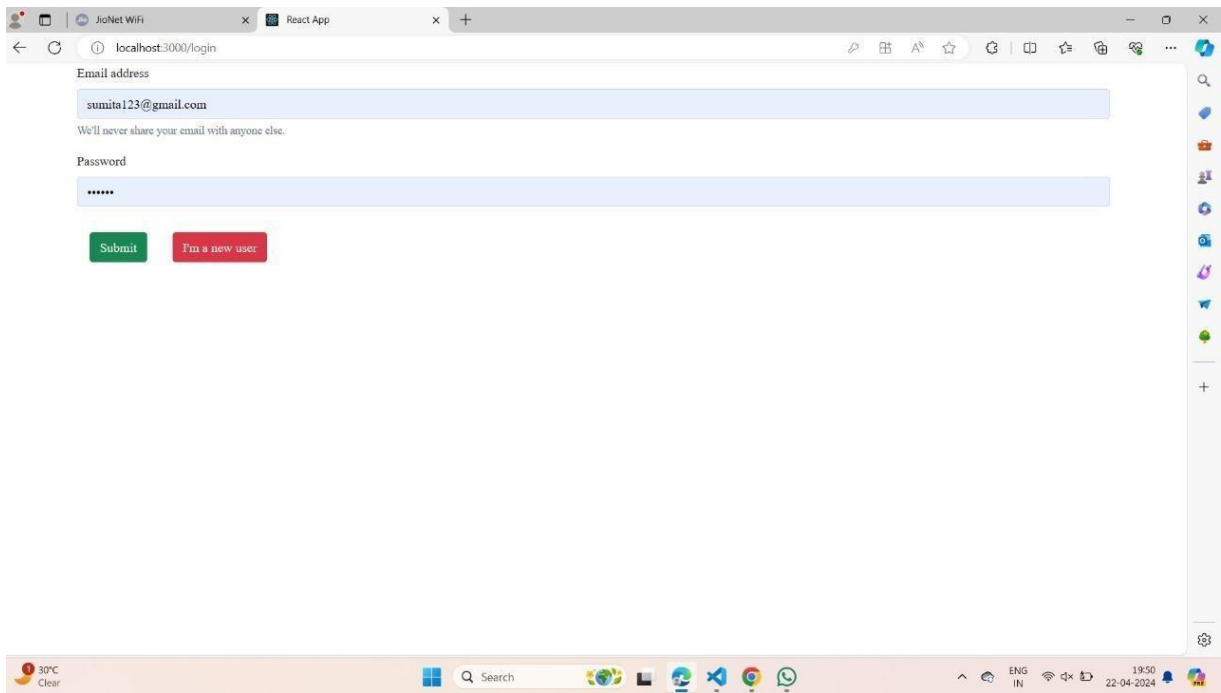 JioNet WiFi
React App
localhost:3000/login
Email address
sumita123@gmail.com
We'll never share your email with anyone else.
Password
••••••
Submit
I'm a new user
1
30°C
Clear
Search
ENG
IN
19:50
22-04-2024